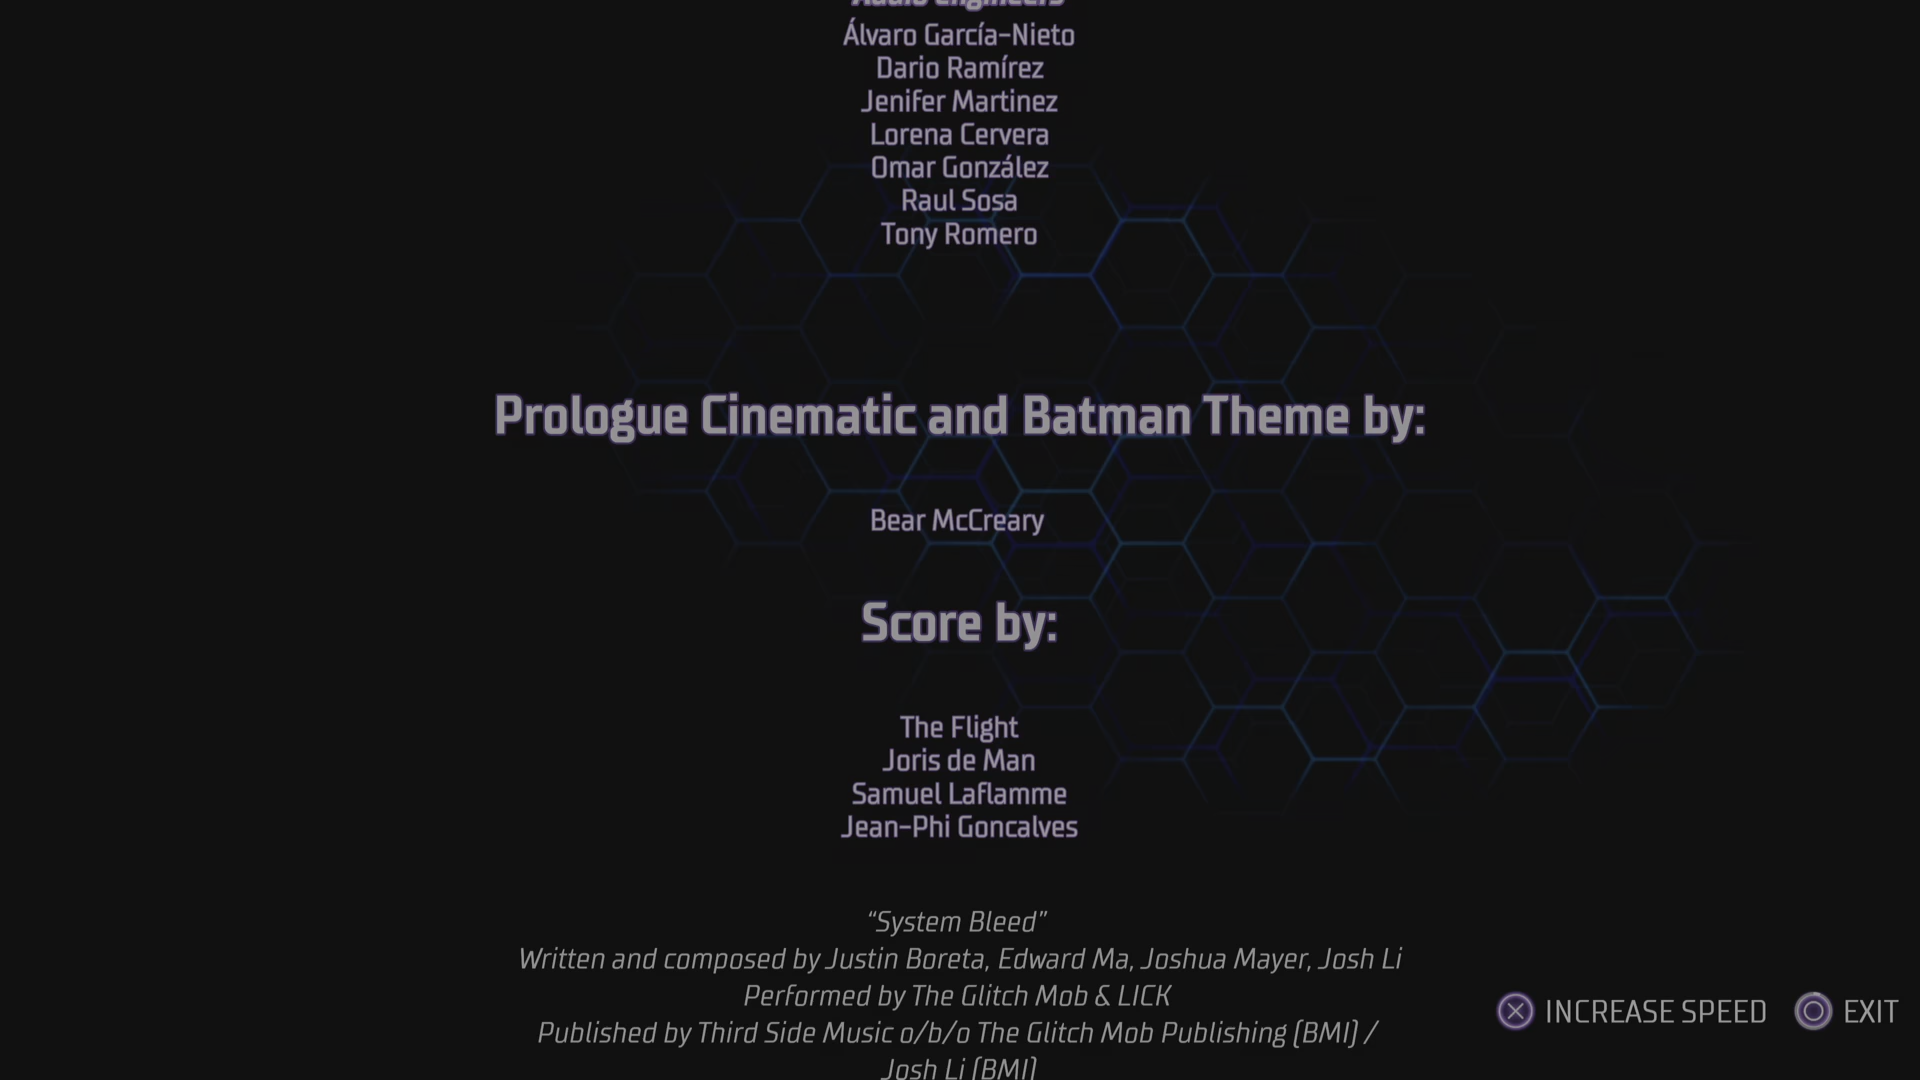 Audio Engineers
Álvaro García-Nieto
Dario Ramírez
Jenifer Martinez
Lorena Cervera
Omar González
Raul Sosa
Tony Romero
Prologue Cinematic and Batman Theme by:
Bear McCreary
Score by:
The Flight
Joris de Man
Samuel Laflamme
Jean-Phi Goncalves
“System Bleed”
Written and composed by Justin Boreta, Edward Ma, Joshua Mayer, Josh Li
Performed by The Glitch Mob & LICK
Published by Third Side Music o/b/o The Glitch Mob Publishing (BMI) /
Josh Li (BMI)
INCREASE SPEED
EXIT